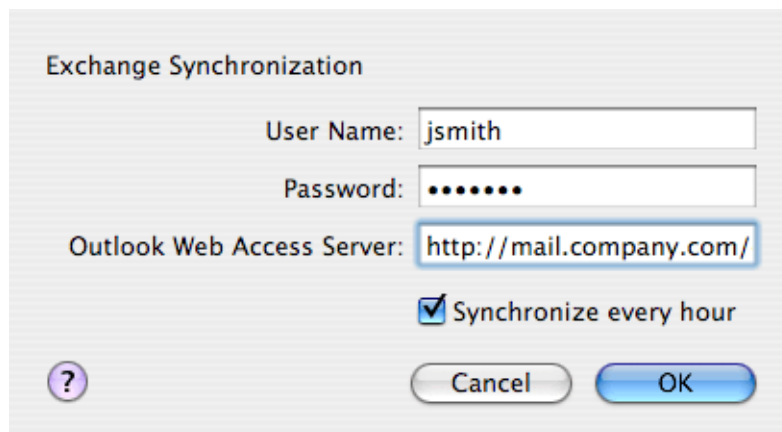 Exchange Synchronization
User Name: jsmith
Password: •••••••
Outlook Web Access Server: http://mail.company.com/
Synchronize every hour
? Cancel OK